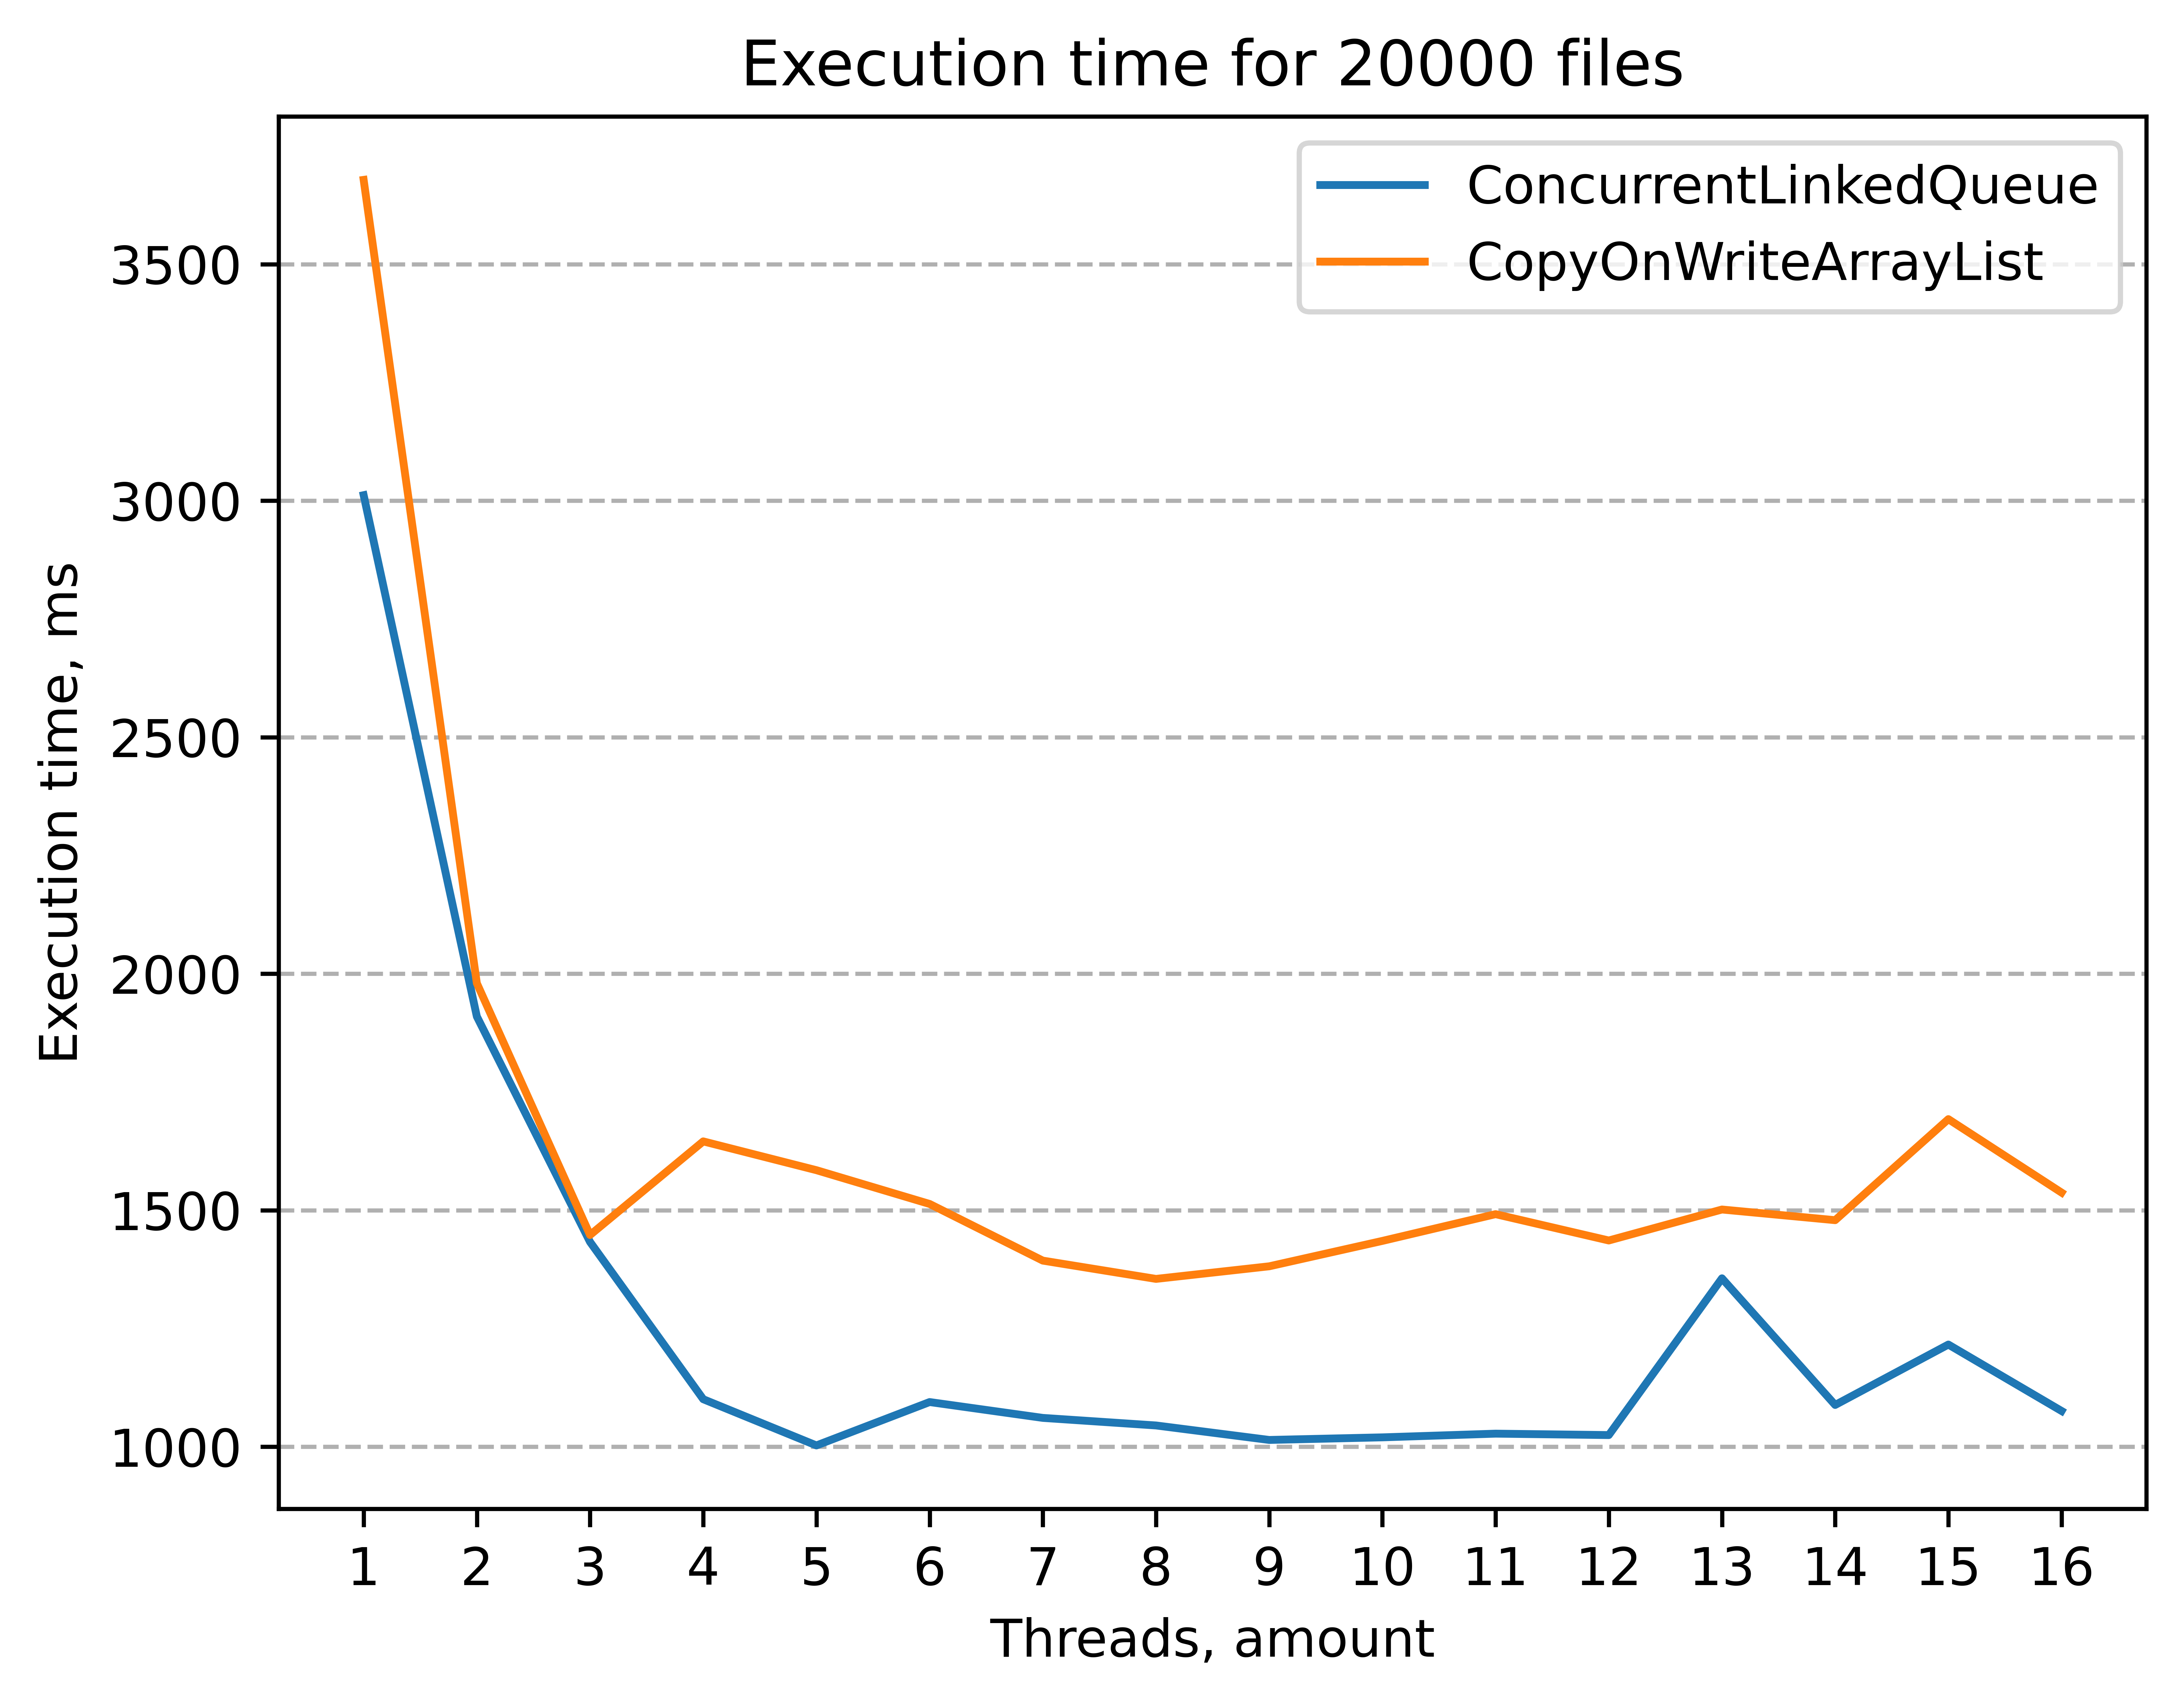 Execution time for 20000 files
ConcurrentLinkedQueue
CopyOnWriteArrayList
3500
3000
2500
2000
1500
1000
Execution time, ms
1 2 3 4 5 6 7 8 9 10 11 12 13 14 15 16
Threads, amount